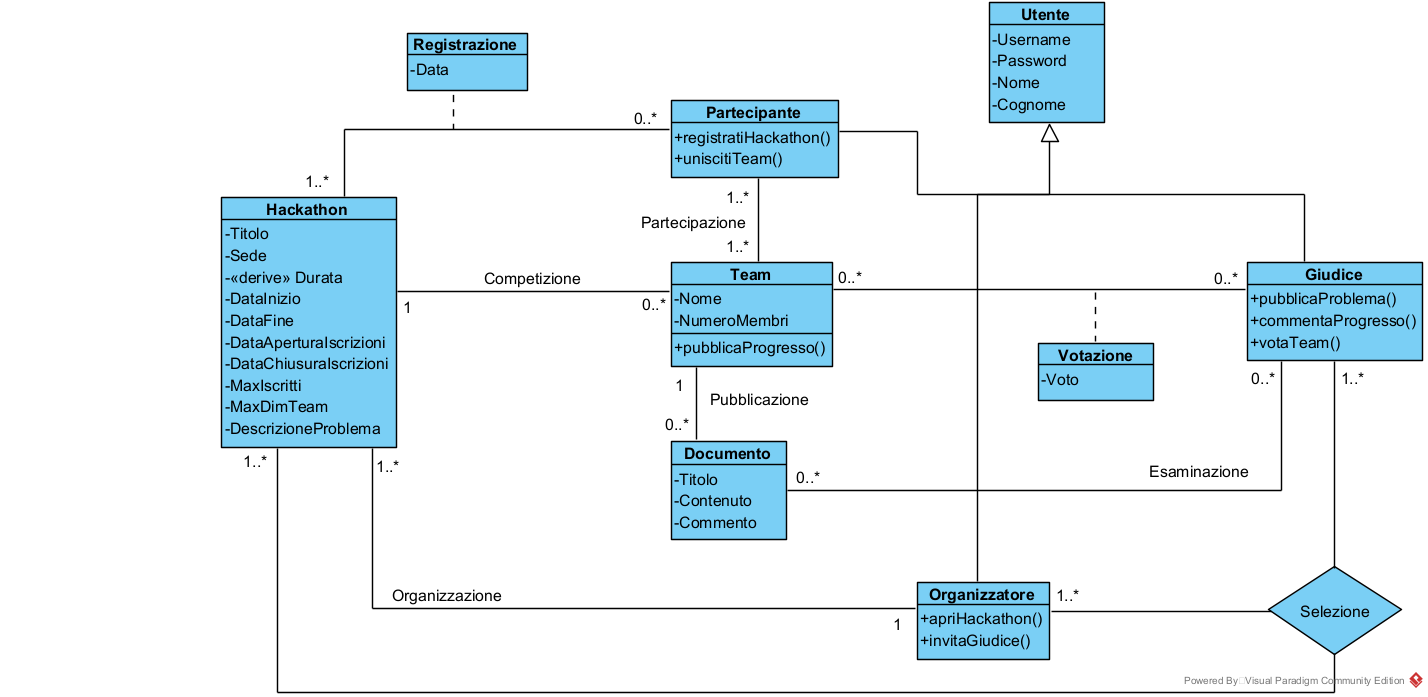 Utente
-Username
-Password
-Nome
-Cognome
Registrazione
-Data
Partecipante
+registratiHackathon()
+uniscitiTeam()
0..*
1..*
1..*
Partecipazione
1..*
Hackathon
-Titolo
-Sede
-«derive» Durata
-DataInizio
-DataFine
-DataAperturaIscrizioni
-DataChiusuraIscrizioni
-MaxIscritti
-MaxDimTeam
-DescrizioneProblema
Competizione
1
0..*
Team
-Nome
-NumeroMembri
+pubblicaProgresso()
0..*
0..*
Giudice
+pubblicaProblema()
+commentaProgresso()
+votaTeam()
Votazione
-Voto
1
Pubblicazione
0..*
0..*
1..*
Documento
-Titolo
-Contenuto
-Commento
0..*
Esaminazione
1..*
1..*
Organizzazione
1
Organizzatore
+apriHackathon()
+invitaGiudice()
1..*
Selezione
Powered By Visual Paradigm Community Edition